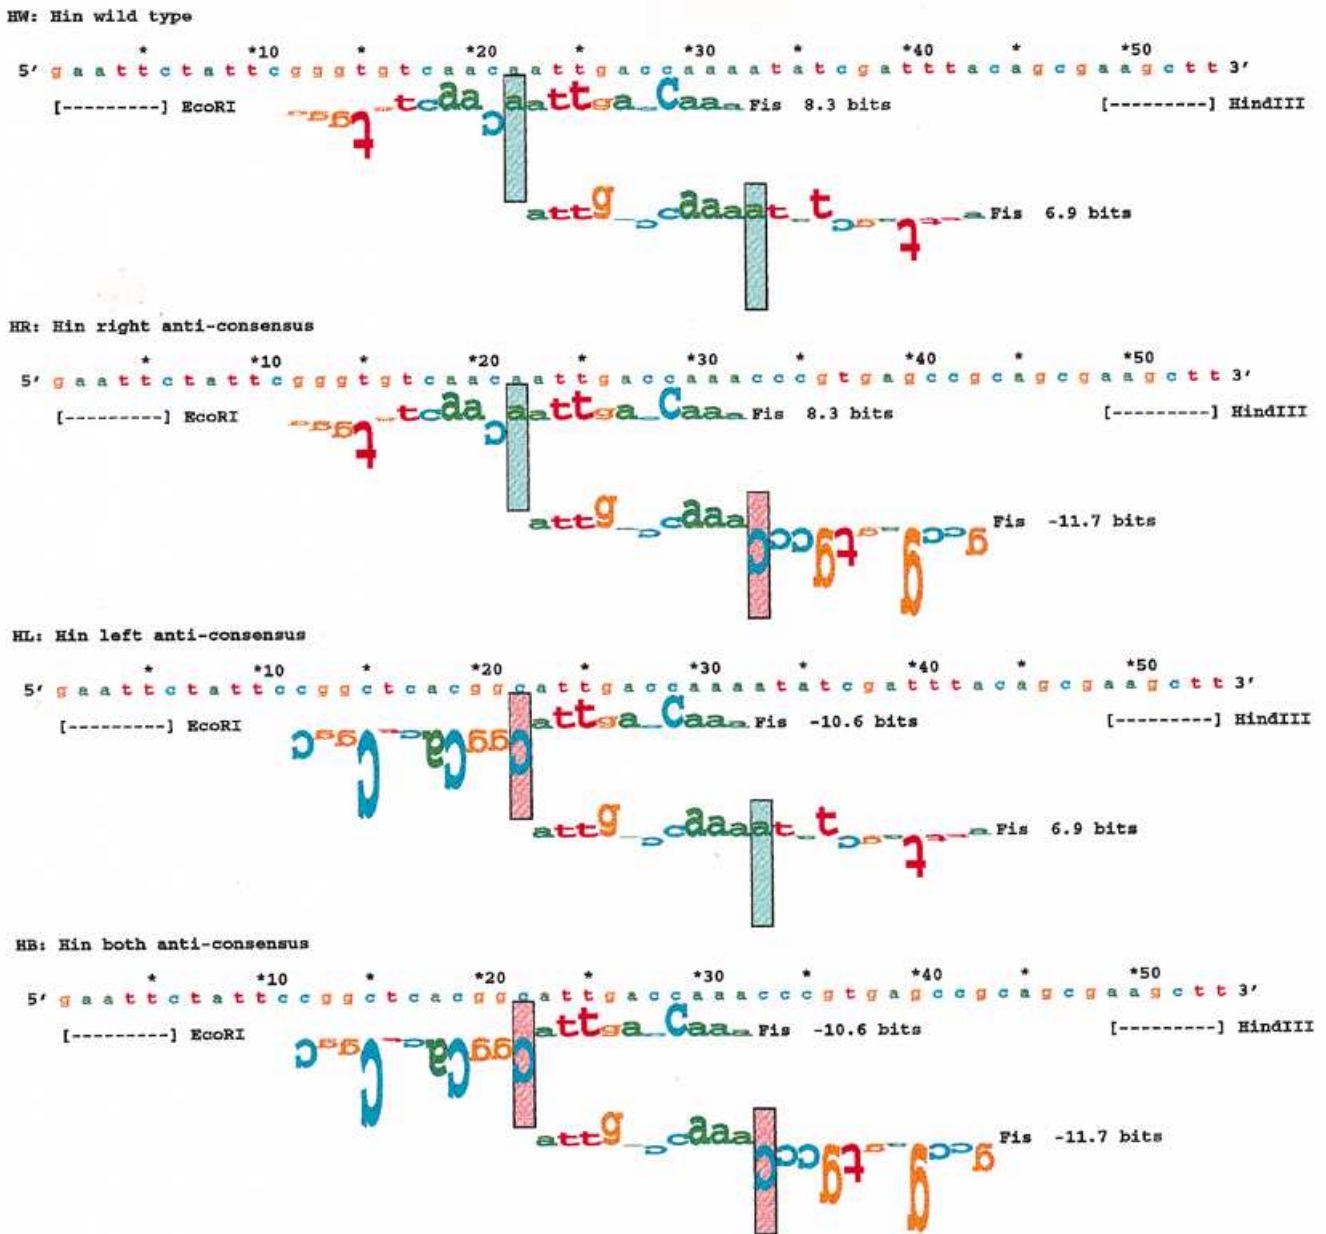 HW: Hin wild type
* *10 * *20 * *30 * *40 * *50
5' g a a t t c t a t t c g g g t g t c a a c a a t t g a c c a a a a t a t c g a t t t a c a g c g a a g c t t 3'
[---------] EcoRI g g g t g t c a a c a a t t g a c C a a a Fis 8.3 bits [---------] HindIII
a t t g a c c a a a a t a t c g a t t t a Fis 6.9 bits
HR: Hin right anti-consensus
* *10 * *20 * *30 * *40 * *50
5' g a a t t c t a t t c g g g t g t c a a c a a t t g a c c a a a c c c g t g a g c c g c a g c g a a g c t t 3'
[---------] EcoRI g g g t g t c a a c a a t t g a c C a a a Fis 8.3 bits [---------] HindIII
a t t g a c c a a a c c c g t g a g c c g Fis -11.7 bits
HL: Hin left anti-consensus
* *10 * *20 * *30 * *40 * *50
5' g a a t t c t a t t c c g g c t c a c g g c a t t g a c c a a a a t a t c g a t t t a c a g c g a a g c t t 3'
[---------] EcoRI c g g C t c a C g g c a t t g a c C a a a Fis -10.6 bits [---------] HindIII
a t t g a c c a a a a t a t c g a t t t a Fis 6.9 bits
HB: Hin both anti-consensus
* *10 * *20 * *30 * *40 * *50
5' g a a t t c t a t t c c g g c t c a c g g c a t t g a c c a a a c c c g t g a g c c g c a g c g a a g c t t 3'
[---------] EcoRI c g g C t c a C g g c a t t g a c C a a a Fis -10.6 bits [---------] HindIII
a t t g a c c a a a c c c g t g a g c c g Fis -11.7 bits